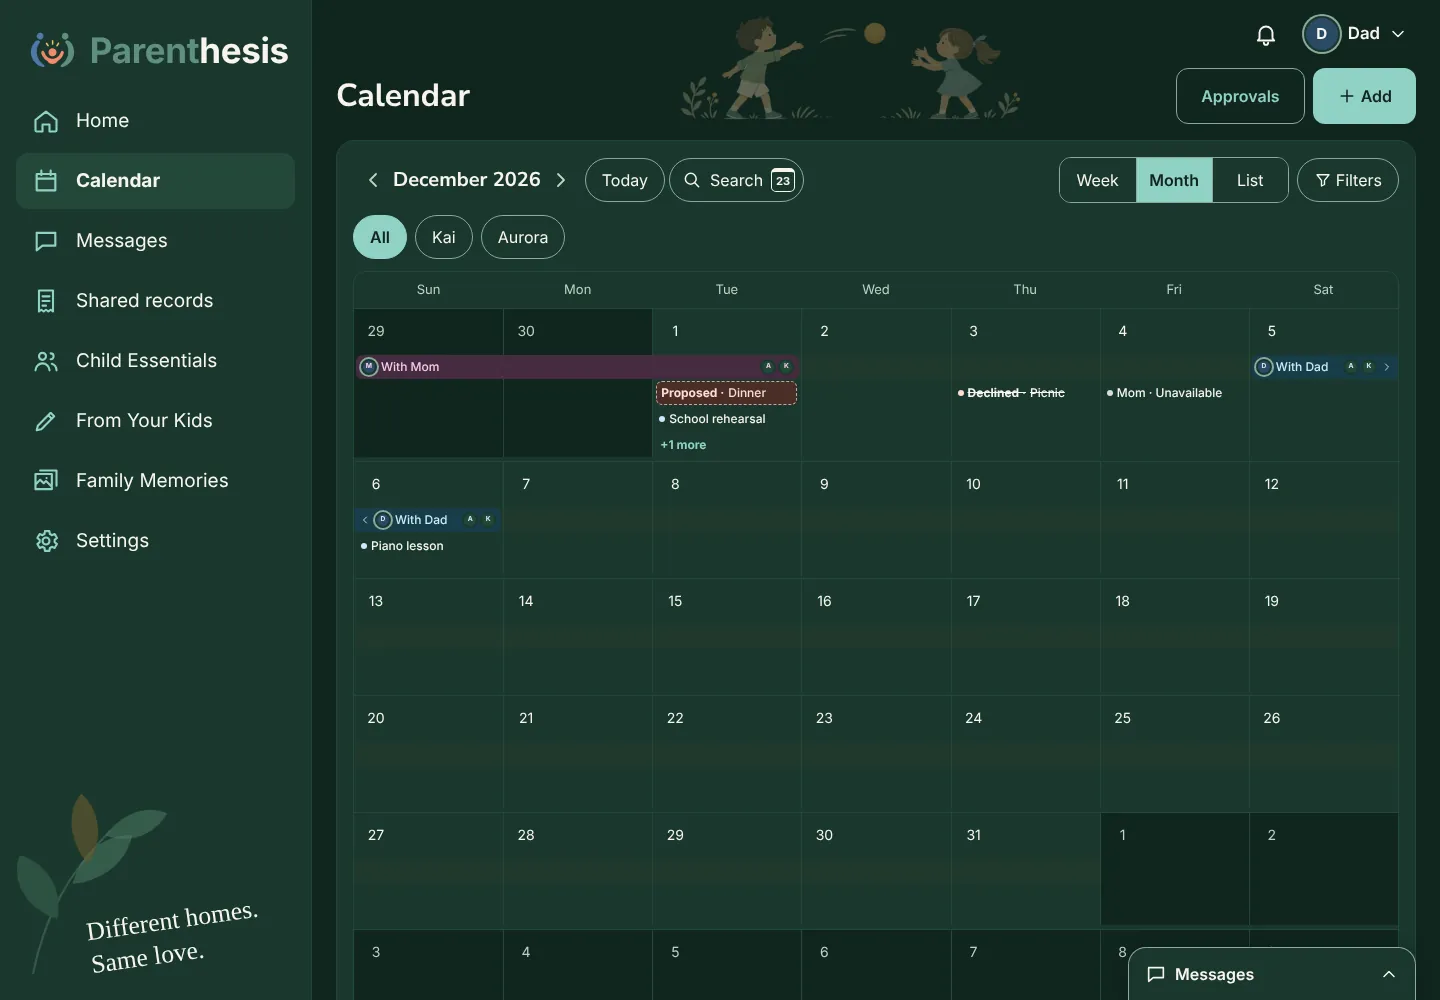 Parenthesis
Home
Calendar
Messages
Shared records
Child Essentials
From Your Kids
Family Memories
Settings
Different homes.
Same love.
D Dad
Calendar
Approvals
+ Add
December 2026
Today
Search 23
Week Month List
Filters
All Kai Aurora
Sun Mon Tue Wed Thu Fri Sat
29 30 1 2 3 4 5
M With Mom A K
D With Dad A K
Proposed · Dinner
Declined · Picnic
Mom · Unavailable
School rehearsal
+1 more
6 7 8 9 10 11 12
D With Dad A K
Piano lesson
13 14 15 16 17 18 19
20 21 22 23 24 25 26
27 28 29 30 31 1 2
3 4 5 6 7 8
Messages